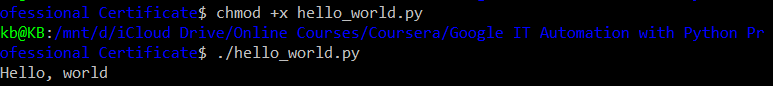 ofessional Certificate$ chmod +x hello_world.py
kb@KB:/mnt/d/iCloud Drive/Online Courses/Coursera/Google IT Automation with Python Pr
ofessional Certificate$ ./hello_world.py
Hello, world